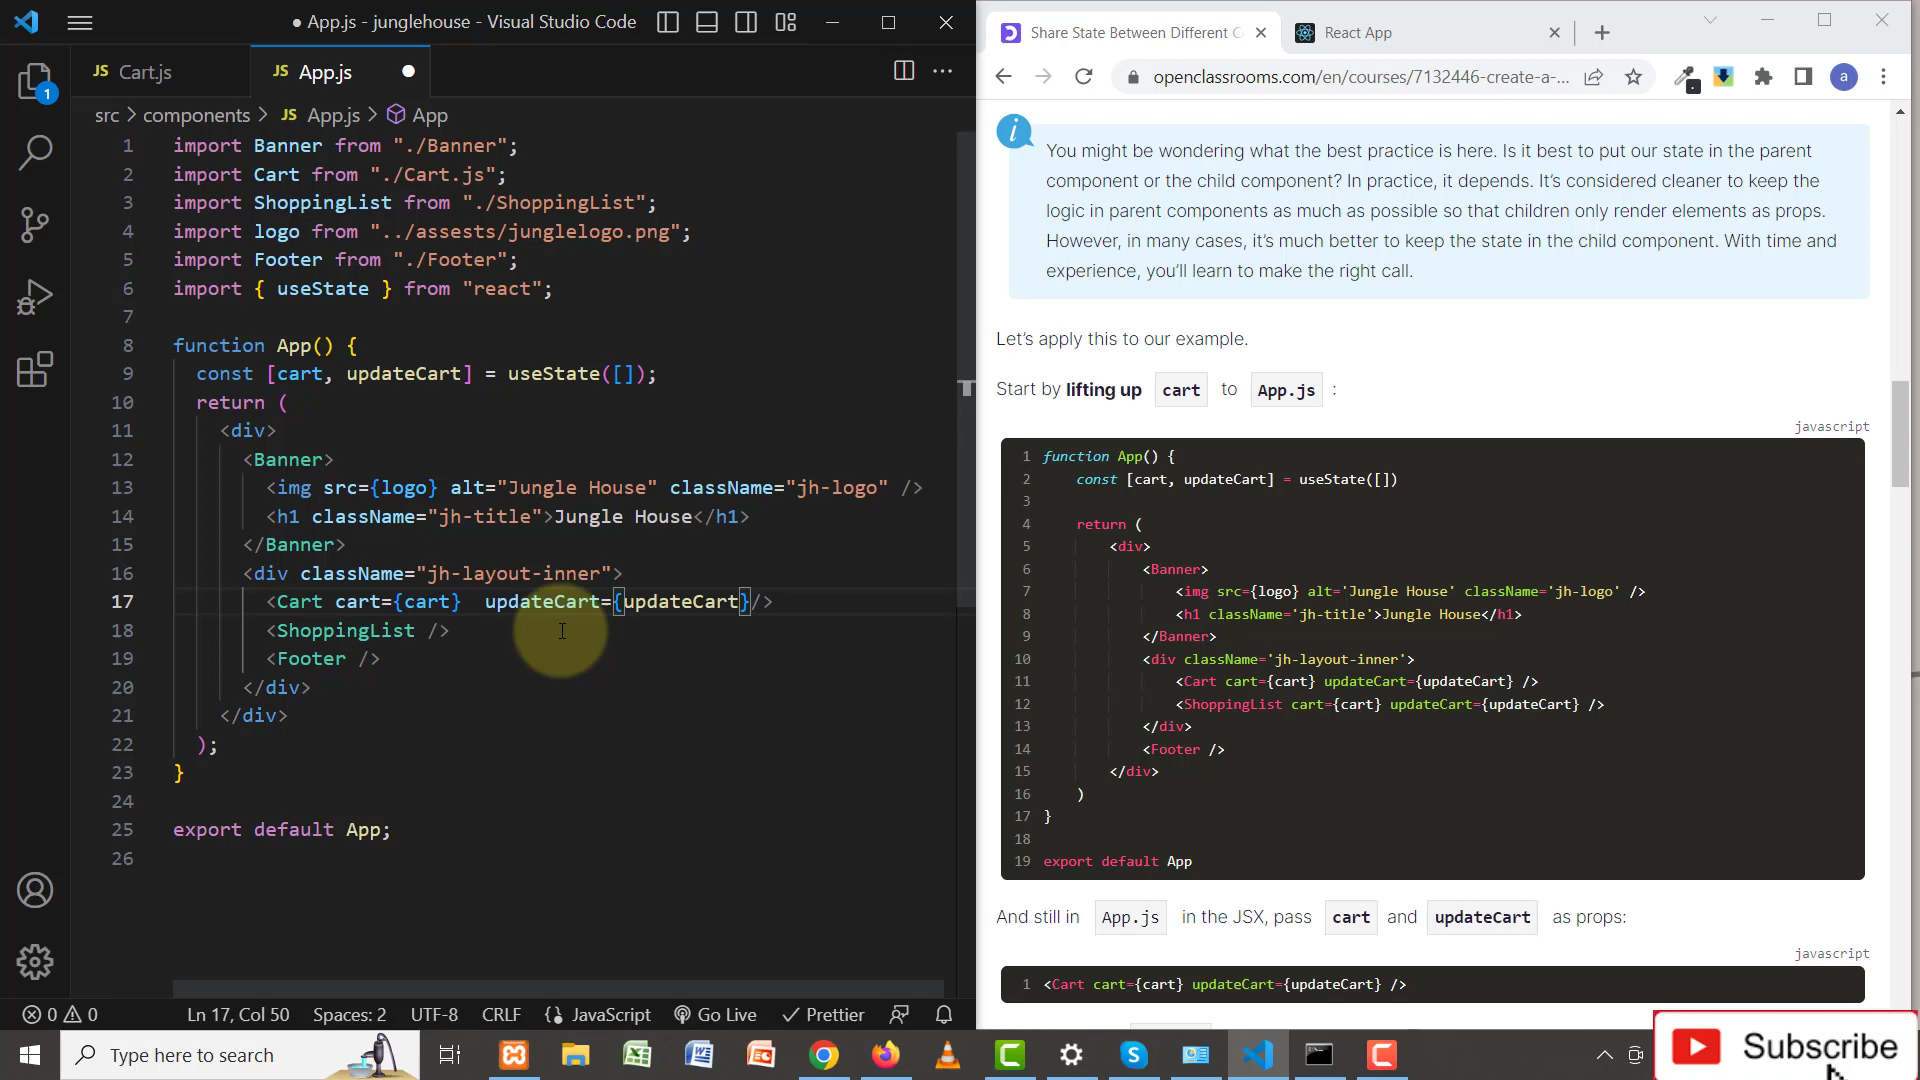 ● App.js - junglehouse - Visual Studio Code
JS Cart.js
JS App.js ●
src > components > JS App.js > App
1 import Banner from "./Banner";
2 import Cart from "./Cart.js";
3 import ShoppingList from "./ShoppingList";
4 import logo from "../assests/junglelogo.png";
5 import Footer from "./Footer";
6 import { useState } from "react";
7
8 function App() {
9 const [cart, updateCart] = useState([]);
10 return (
11 <div>
12 <Banner>
13 <img src={logo} alt="Jungle House" className="jh-logo" />
14 <h1 className="jh-title">Jungle House</h1>
15 </Banner>
16 <div className="jh-layout-inner">
17 <Cart cart={cart}  updateCart={updateCart}/>
18 <ShoppingList />
19 <Footer />
20 </div>
21 </div>
22 );
23 }
24
25 export default App;
26
1
0 0
Ln 17, Col 50
Spaces: 2
UTF-8
CRLF
{} JavaScript
Go Live
Prettier
Share State Between Different C
React App
openclassrooms.com/en/courses/7132446-create-a-...
a
i
You might be wondering what the best practice is here. Is it best to put our state in the parent
component or the child component? In practice, it depends. It's considered cleaner to keep the
logic in parent components as much as possible so that children only render elements as props.
However, in many cases, it's much better to keep the state in the child component. With time and
experience, you'll learn to make the right call.
Let's apply this to our example.
Start by lifting up cart to App.js :
javascript
1 function App() {
2 const [cart, updateCart] = useState([])
3
4 return (
5 <div>
6 <Banner>
7 <img src={logo} alt='Jungle House' className='jh-logo' />
8 <h1 className='jh-title'>Jungle House</h1>
9 </Banner>
10 <div className='jh-layout-inner'>
11 <Cart cart={cart} updateCart={updateCart} />
12 <ShoppingList cart={cart} updateCart={updateCart} />
13 </div>
14 <Footer />
15 </div>
16 )
17 }
18
19 export default App
And still in App.js in the JSX, pass cart and updateCart as props:
javascript
1 <Cart cart={cart} updateCart={updateCart} />
Type here to search
Subscribe